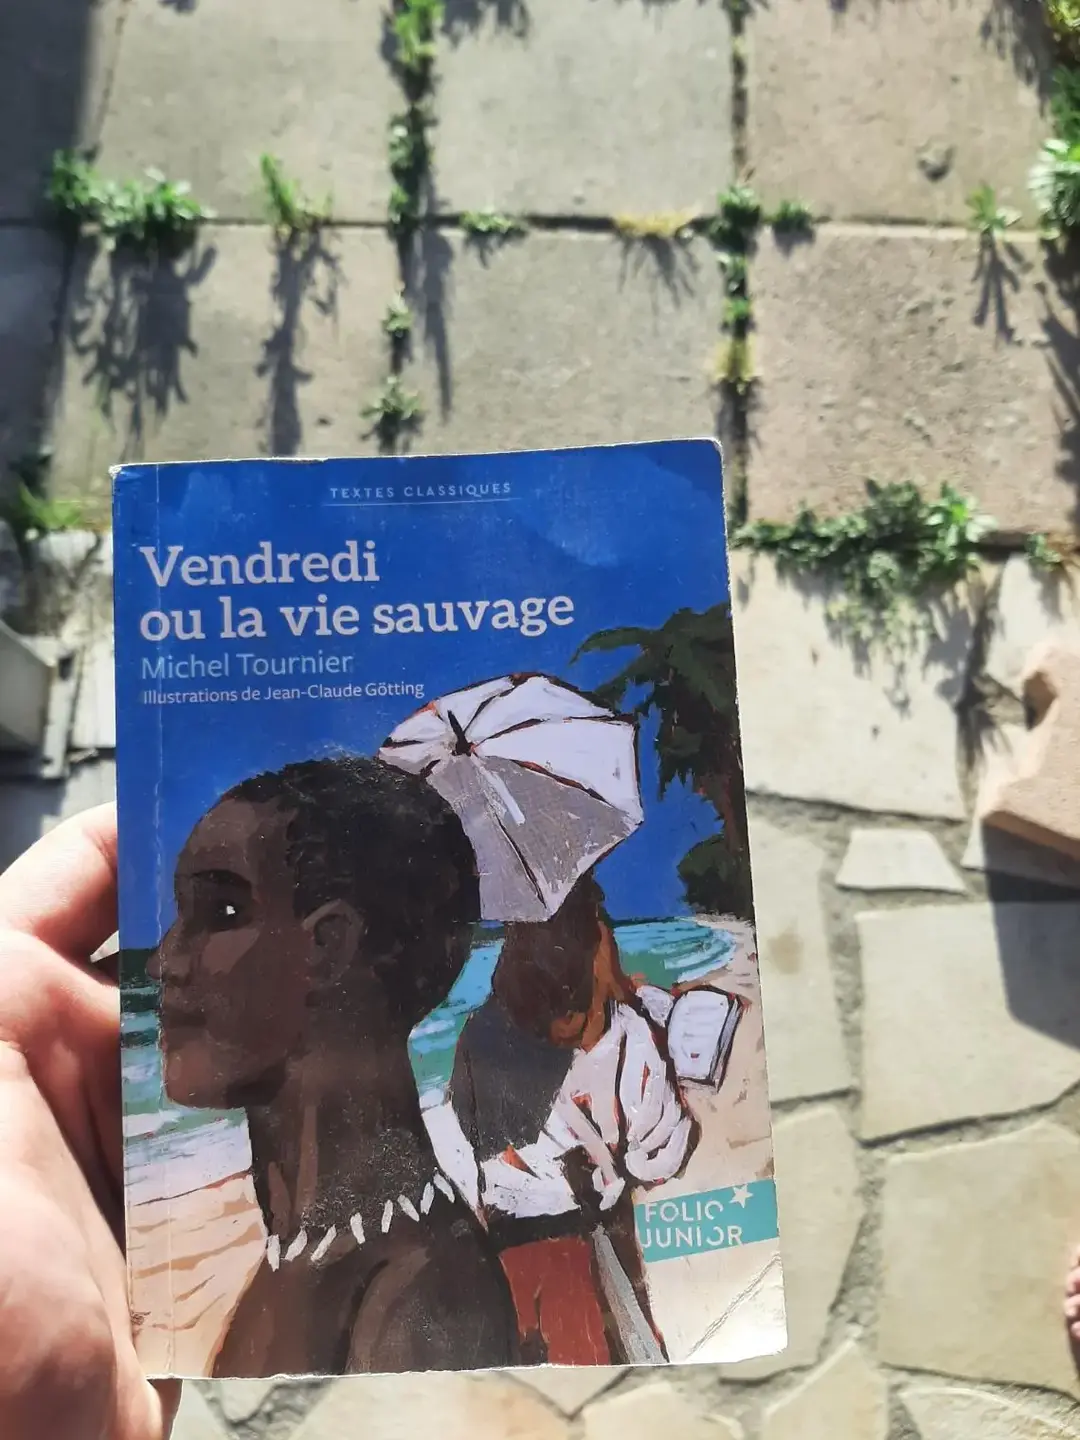 TEXTES CLASSIQUES
Vendredi
ou la vie sauvage
Michel Tournier
Illustrations de Jean-Claude Götting
FOLIO
JUNIOR